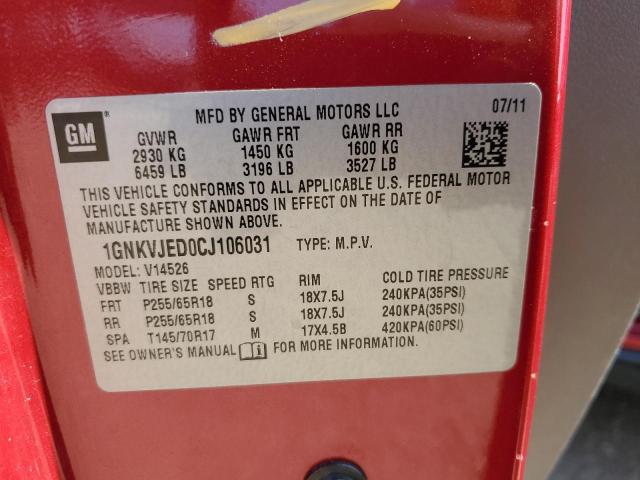 GM ®
MFD BY GENERAL MOTORS LLC 07/11
GVWR GAWR FRT GAWR RR
2930 KG 1450 KG 1600 KG
6459 LB 3196 LB 3527 LB
THIS VEHICLE CONFORMS TO ALL APPLICABLE U.S. FEDERAL MOTOR
VEHICLE SAFETY STANDARDS IN EFFECT ON THE DATE OF
MANUFACTURE SHOWN ABOVE.
1GNKVJED0CJ106031 TYPE: M.P.V.
MODEL: V14526
VBBW TIRE SIZE SPEED RTG RIM COLD TIRE PRESSURE
FRT P255/65R18 S 18X7.5J 240KPA(35PSI)
RR P255/65R18 S 18X7.5J 240KPA(35PSI)
SPA T145/70R17 M 17X4.5B 420KPA(60PSI)
SEE OWNER'S MANUAL i FOR MORE INFORMATION.